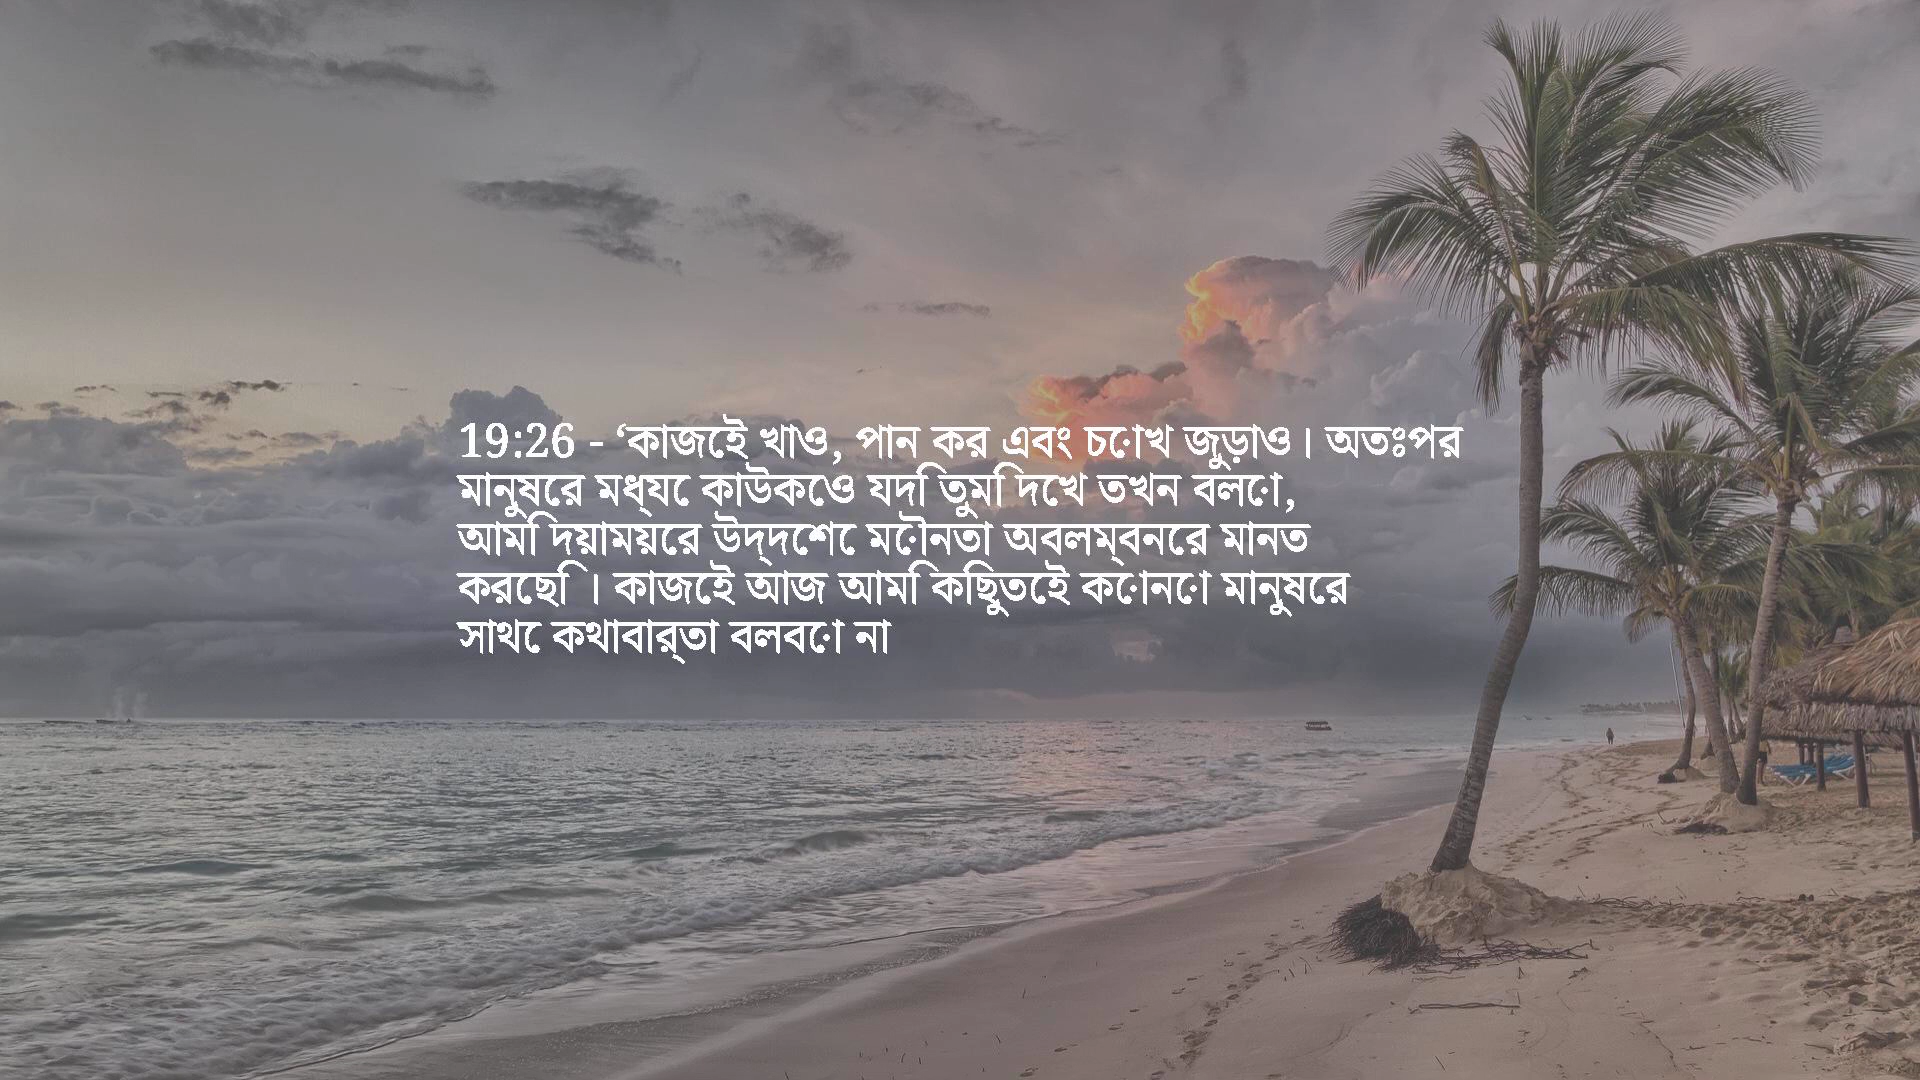 19:26 - ‘কাজেই খাও, পান কর এবং চোখ জুড়াও। অতঃপর
মানুষের মধ্যে কাউকেও যদি তুমি দেখ তখন বলো,
আমি দয়াময়ের উদ্দেশে মৌনতা অবলম্বনের মানত
করেছি। কাজেই আজ আমি কিছুতেই কোনো মানুষের
সাথে কথাবার্তা বলবো না